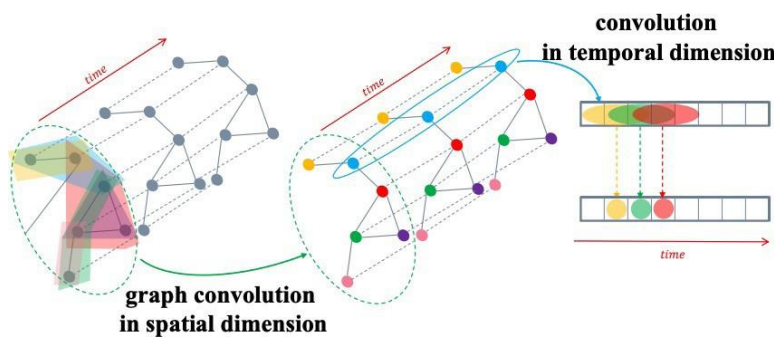 convolution
in temporal dimension
time
time
time
graph convolution
in spatial dimension